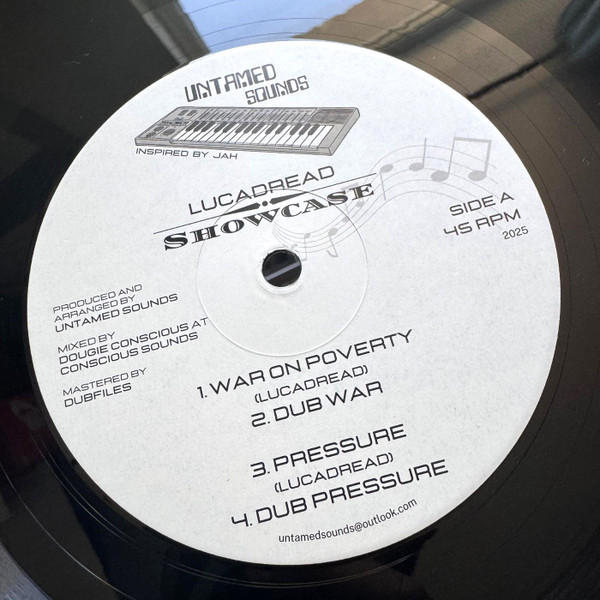 UNTAMED
SOUNDS
INSPIRED BY JAH
LUCADREAD
SHOWCASE
SIDE A
45 RPM
2025
PRODUCED AND
ARRANGED BY
UNTAMED SOUNDS
MIXED BY
DOUGIE CONSCIOUS AT
CONSCIOUS SOUNDS
MASTERED BY
DUBFILES
1. WAR ON POVERTY
(LUCADREAD)
2. DUB WAR
3. PRESSURE
(LUCADREAD)
4. DUB PRESSURE
untamedsounds@outlook.com